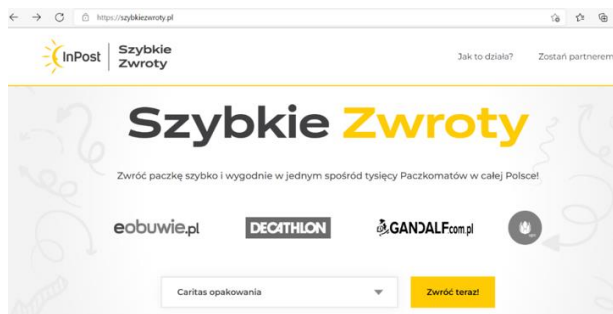 https://szybkiezwroty.pl
InPost
Szybkie
Zwroty
Jak to działa?
Zostań partnerem
Szybkie Zwroty
Zwróć paczkę szybko i wygodnie w jednym spośród tysięcy Paczkomatów w całej Polsce!
eobuwie.pl
DECATHLON
GANDALF.com.pl
Caritas opakowania
Zwróć teraz!